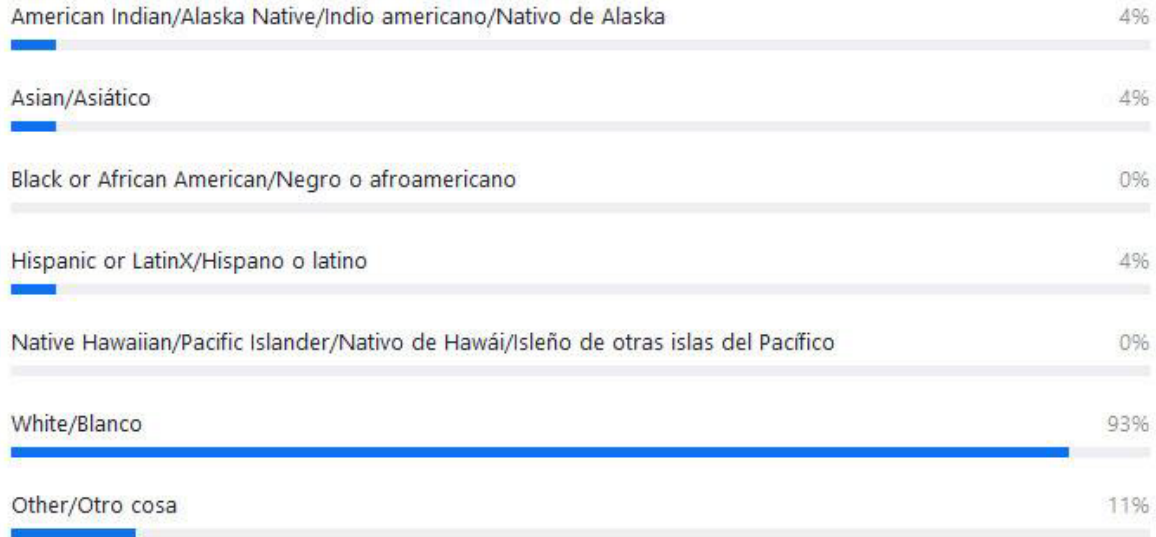 American Indian/Alaska Native/Indio americano/Nativo de Alaska 4%
Asian/Asiático 4%
Black or African American/Negro o afroamericano 0%
Hispanic or LatinX/Hispano o latino 4%
Native Hawaiian/Pacific Islander/Nativo de Hawái/Isleño de otras islas del Pacífico 0%
White/Blanco 93%
Other/Otro cosa 11%